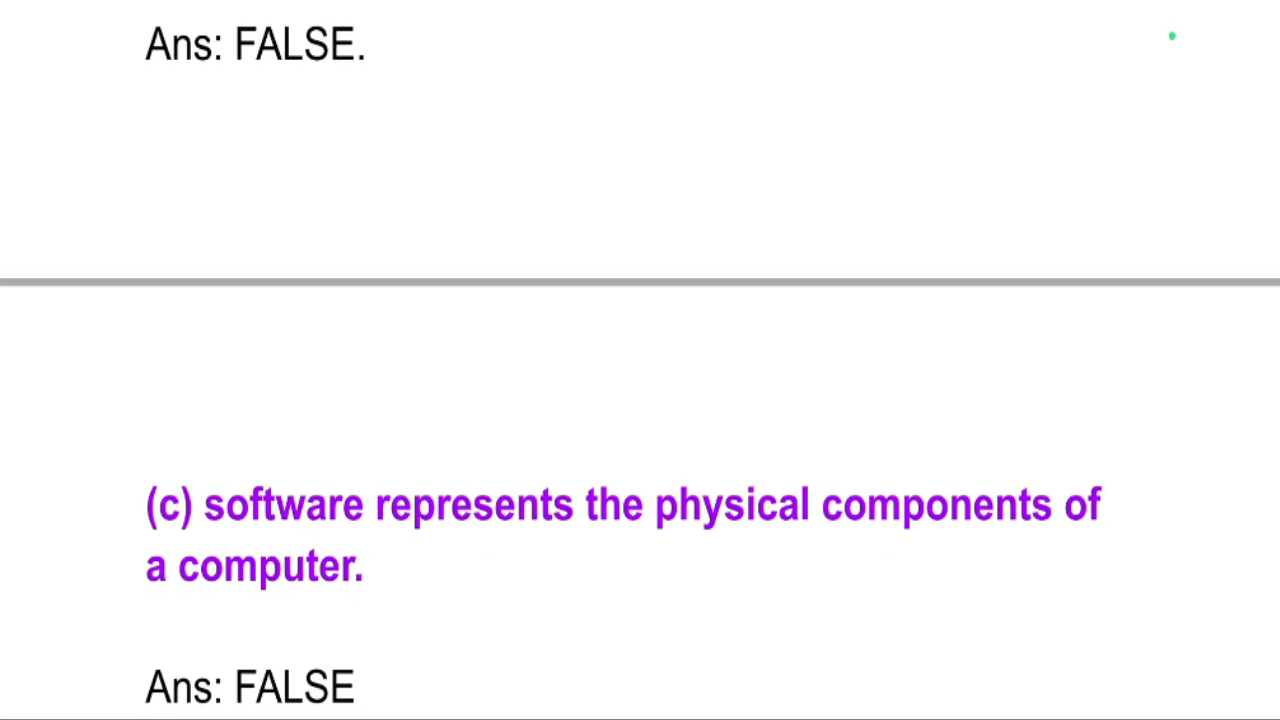 Ans: FALSE.
(c) software represents the physical components of
a computer.
Ans: FALSE